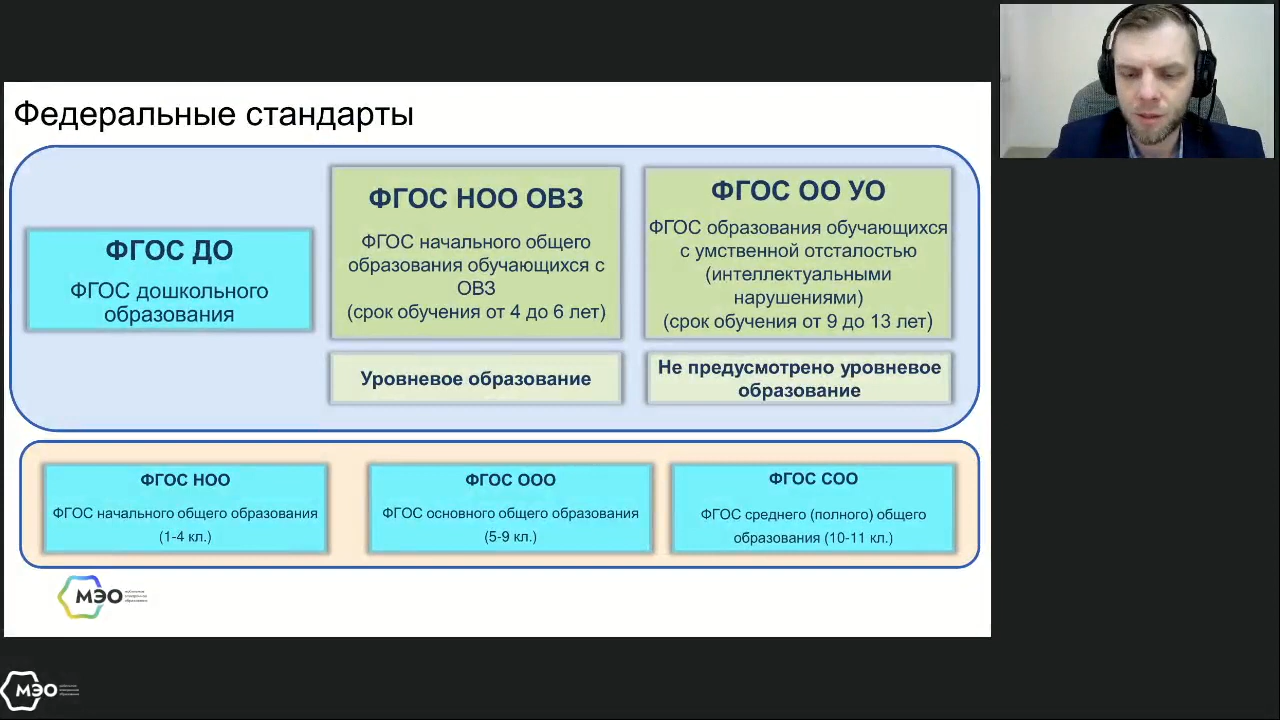 Федеральные стандарты
ФГОС ДО
ФГОС дошкольного
образования
ФГОС НОО ОВЗ
ФГОС начального общего
образования обучающихся с
ОВЗ
(срок обучения от 4 до 6 лет)
Уровневое образование
ФГОС ОО УО
ФГОС образования обучающихся
с умственной отсталостью
(интеллектуальными
нарушениями)
(срок обучения от 9 до 13 лет)
Не предусмотрено уровневое
образование
ФГОС НОО
ФГОС начального общего образования
(1-4 кл.)
ФГОС ООО
ФГОС основного общего образования
(5-9 кл.)
ФГОС СОО
ФГОС среднего (полного) общего
образования (10-11 кл.)
МЭО
МЭО